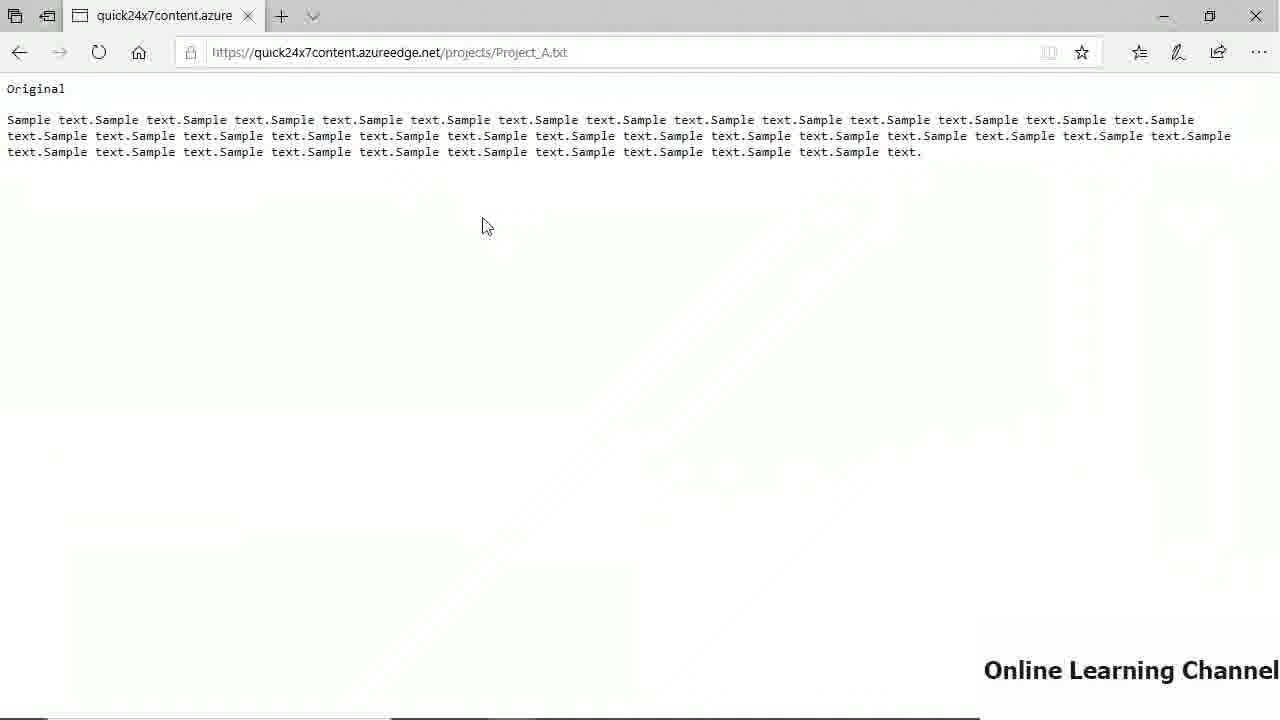 quick24x7content.azure
https://quick24x7content.azureedge.net/projects/Project_A.txt
Original
Sample text.Sample text.Sample text.Sample text.Sample text.Sample text.Sample text.Sample text.Sample text.Sample text.Sample text.Sample text.Sample text.Sample
text.Sample text.Sample text.Sample text.Sample text.Sample text.Sample text.Sample text.Sample text.Sample text.Sample text.Sample text.Sample text.Sample text.Sample
text.Sample text.Sample text.Sample text.Sample text.Sample text.Sample text.Sample text.Sample text.Sample text.Sample text.
Online Learning Channel